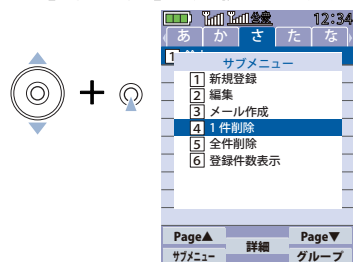 12:34
あ か さ た な
1
サブメニュー
1 新規登録
2 編集
3 メール作成
4 1件削除
5 全件削除
6 登録件数表示
Page▲ 詳細 Page▼
サブメニュー グループ